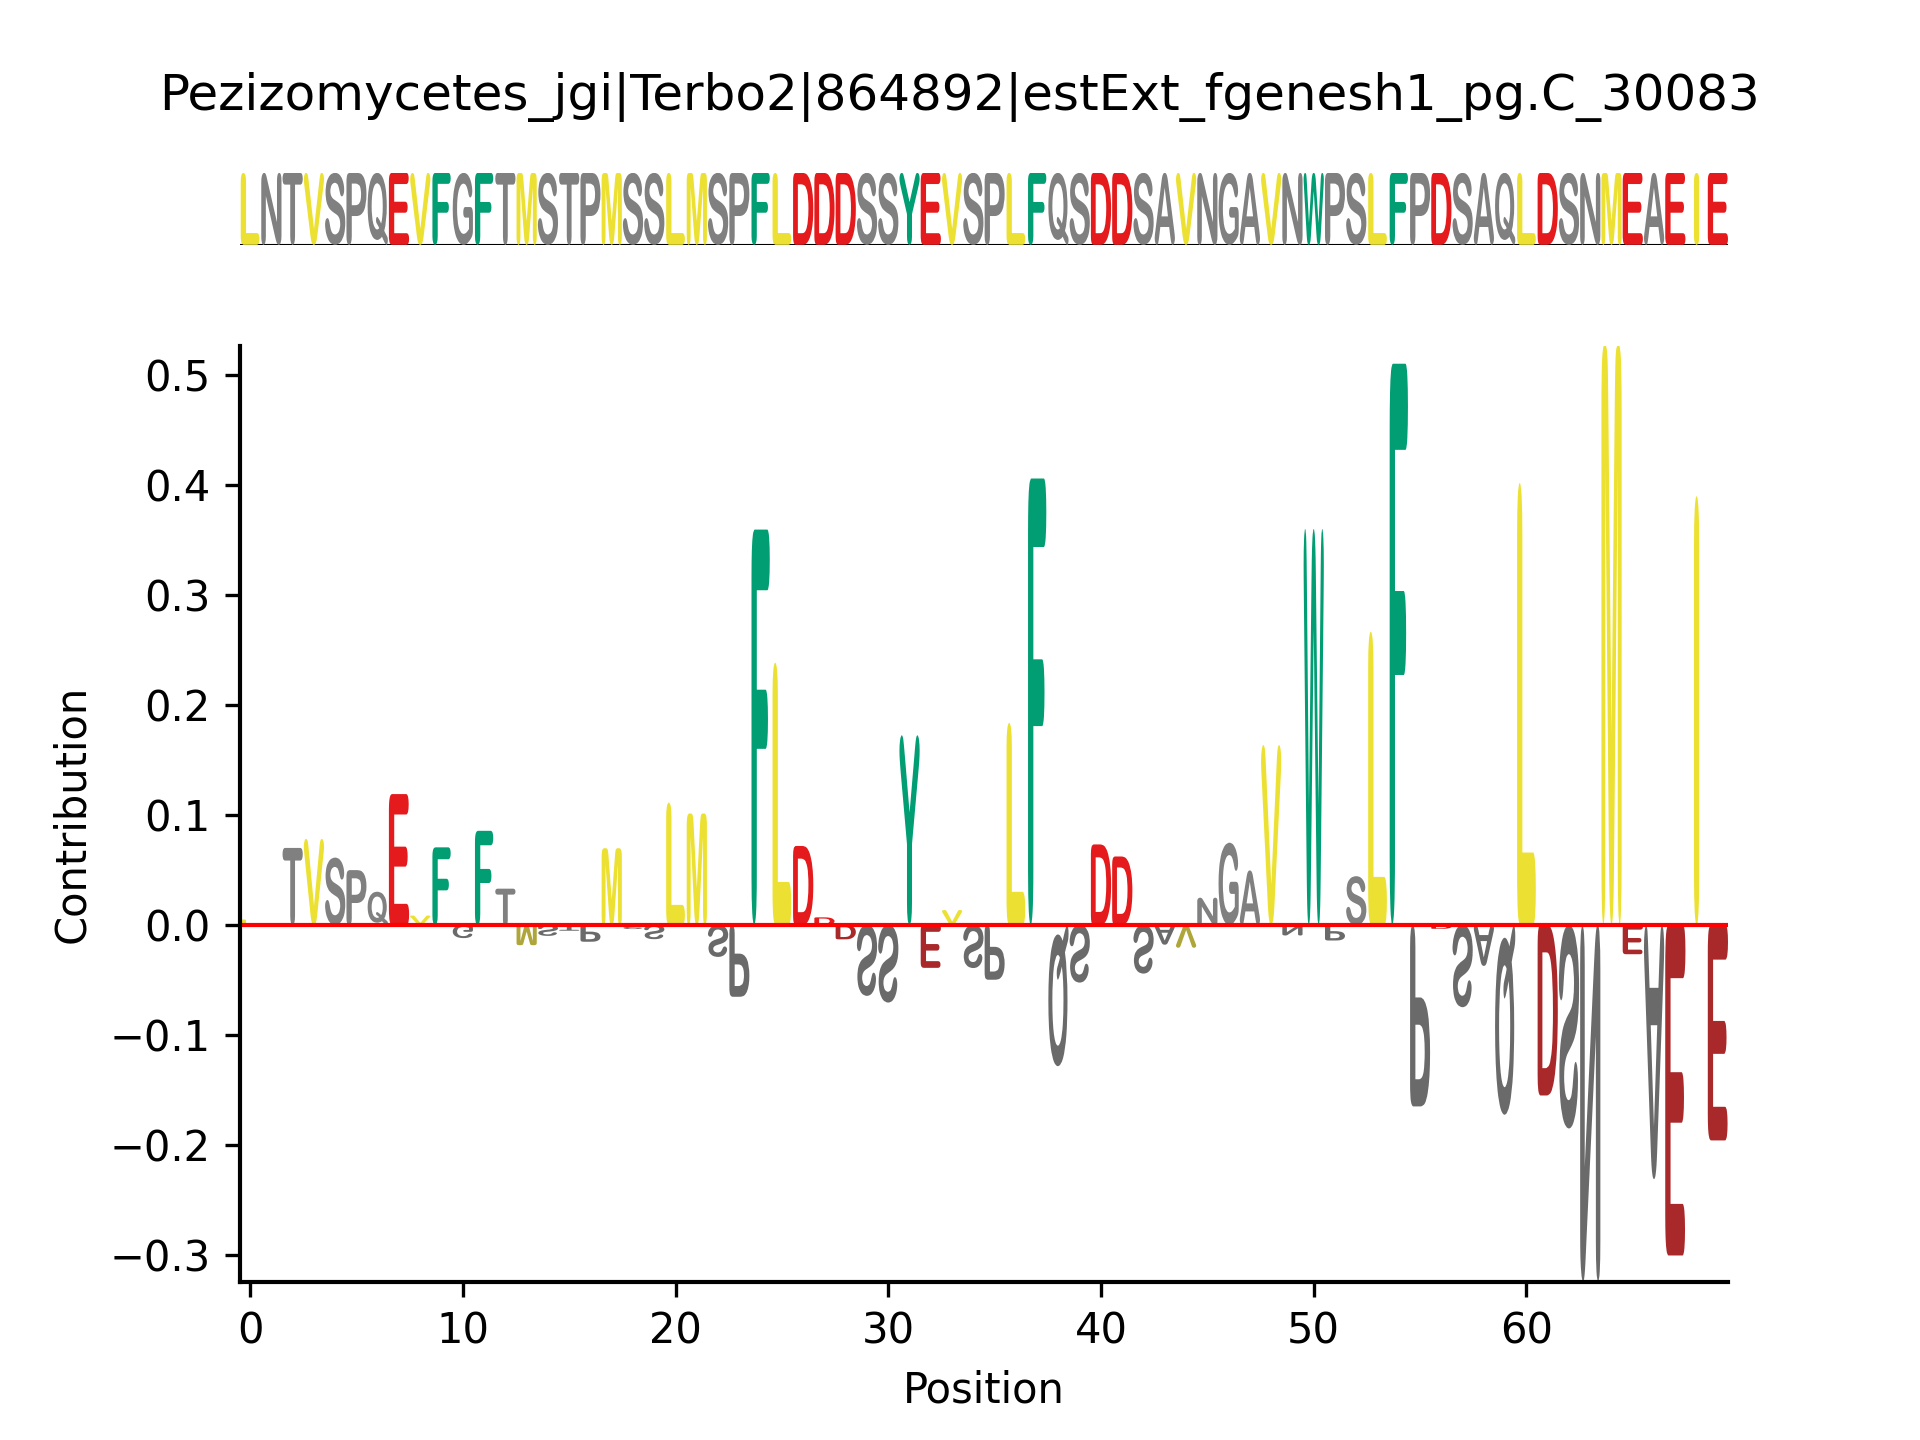 Pezizomycetes_jgi|Terbo2|864892|estExt_fgenesh1_pg.C_30083
LNTVSPQEVFGFTMSTPMSSLMSPFLDDDSSYEVSPLFQSDDSAVNGAVNWPSLFPDSAQLDSNMEAEIE
Contribution
0.5
0.4
0.3
0.2
0.1
0.0
−0.1
−0.2
−0.3
0 10 20 30 40 50 60
Position